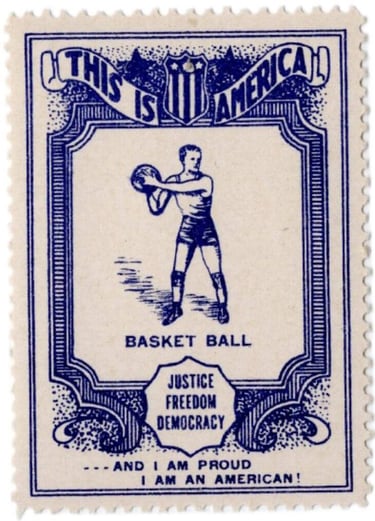 THIS IS AMERICA
BASKET BALL
JUSTICE
FREEDOM
DEMOCRACY
---AND I AM PROUD
I AM AN AMERICAN!